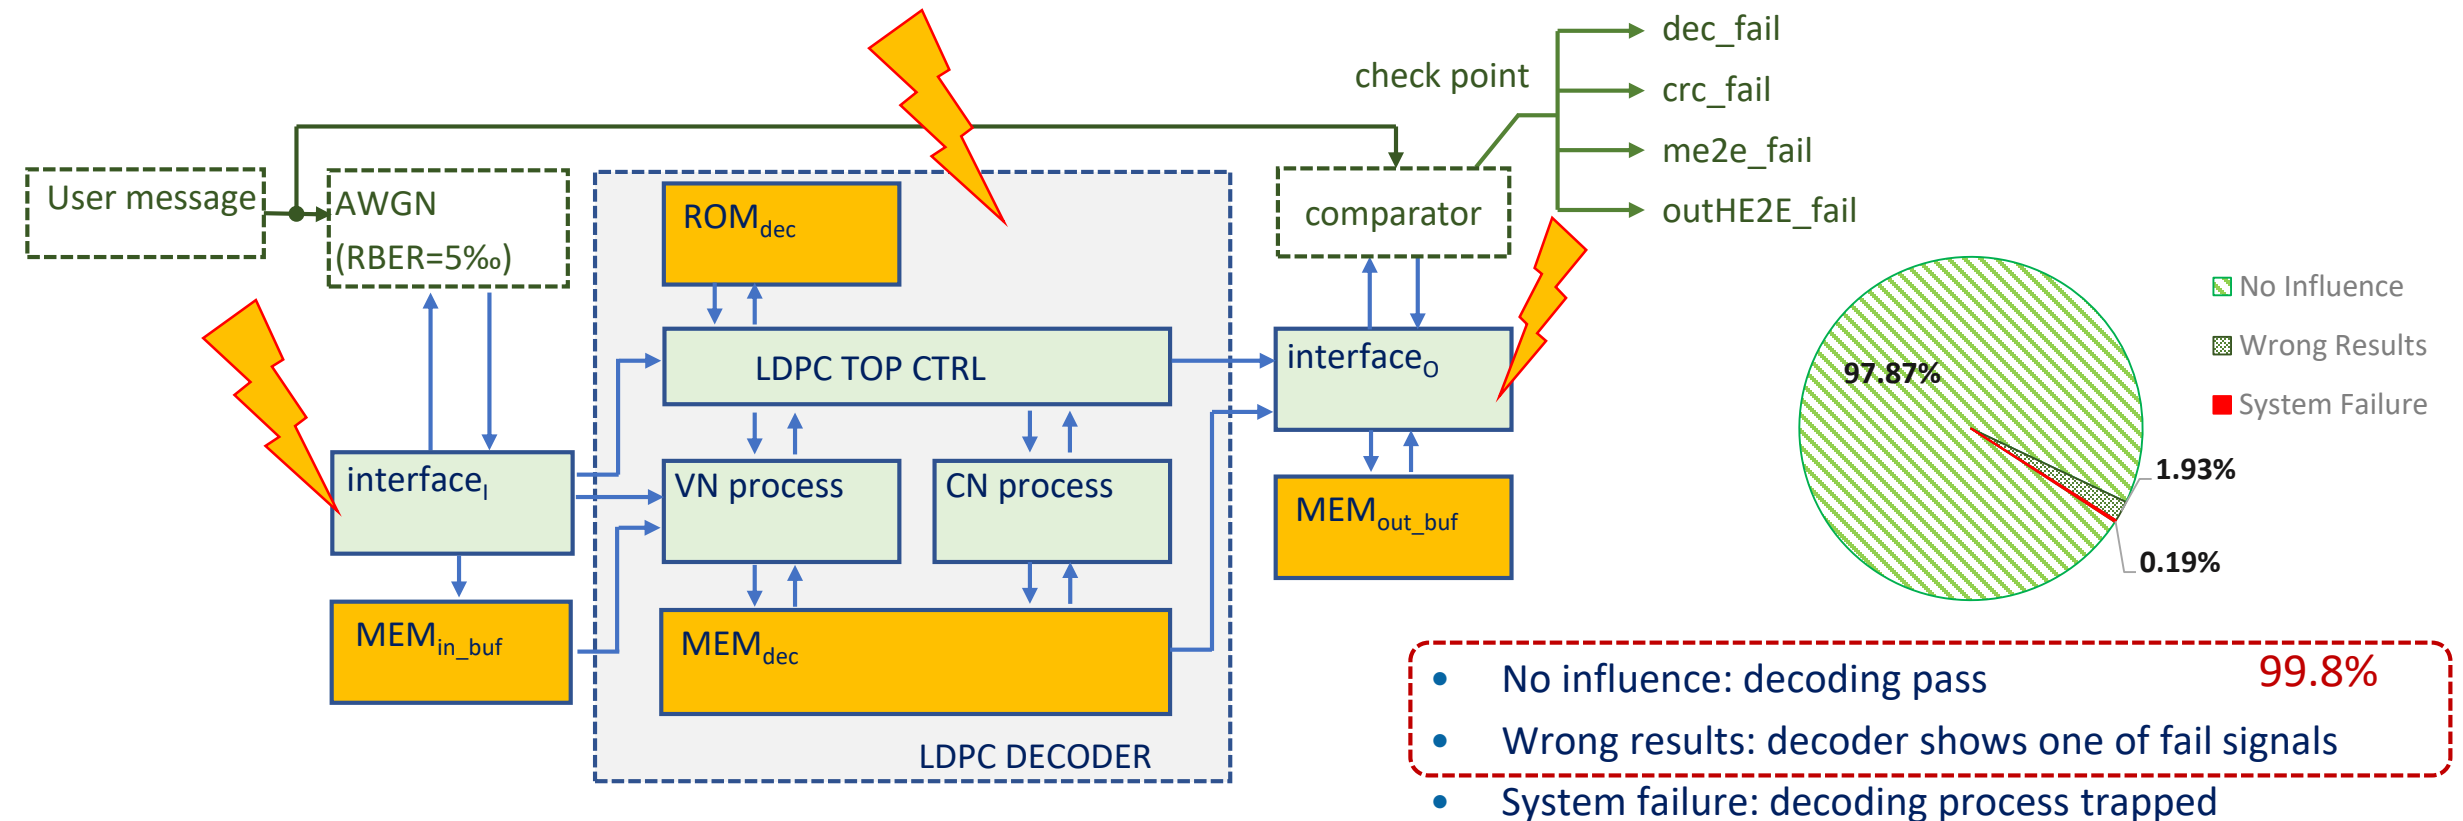 dec_fail
check point
crc_fail
me2e_fail
outHE2E_fail
User message
AWGN
(RBER=5‰)
ROMdec
comparator
LDPC TOP CTRL
interfaceO
interfaceI
VN process
CN process
MEMout_buf
MEMin_buf
MEMdec
LDPC DECODER
No Influence
Wrong Results
System Failure
97.87%
1.93%
0.19%
• No influence: decoding pass 99.8%
• Wrong results: decoder shows one of fail signals
• System failure: decoding process trapped